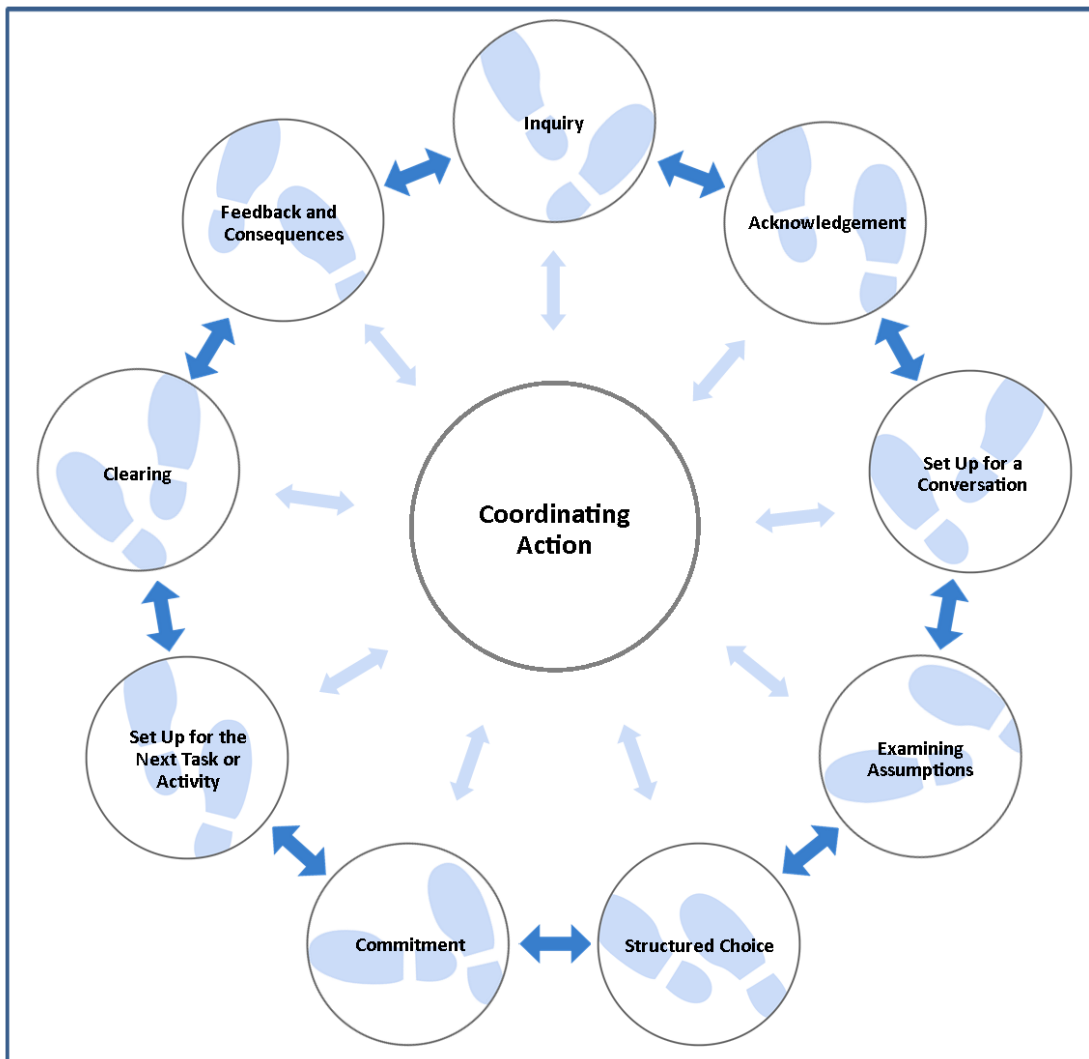 Inquiry
Acknowledgement
Set Up for a
Conversation
Examining
Assumptions
Structured Choice
Commitment
Set Up for the
Next Task or
Activity
Clearing
Feedback and
Consequences
Coordinating
Action